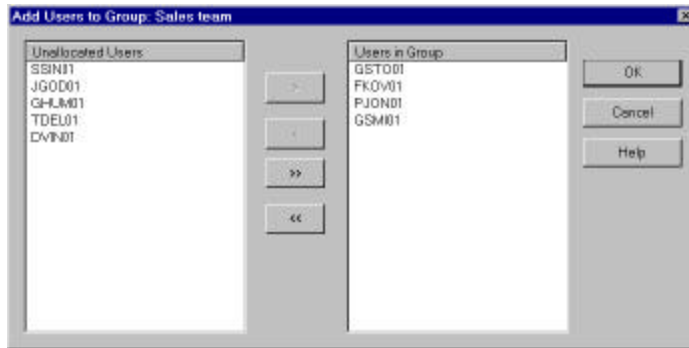 Add Users to Group: Sales team
Unallocated Users
SSIN01
JGOD01
GHUM01
TDEL01
DVIN01
>
<
>>
<<
Users in Group
GSTO01
FKOV01
PJON01
GSMI01
OK
Cancel
Help